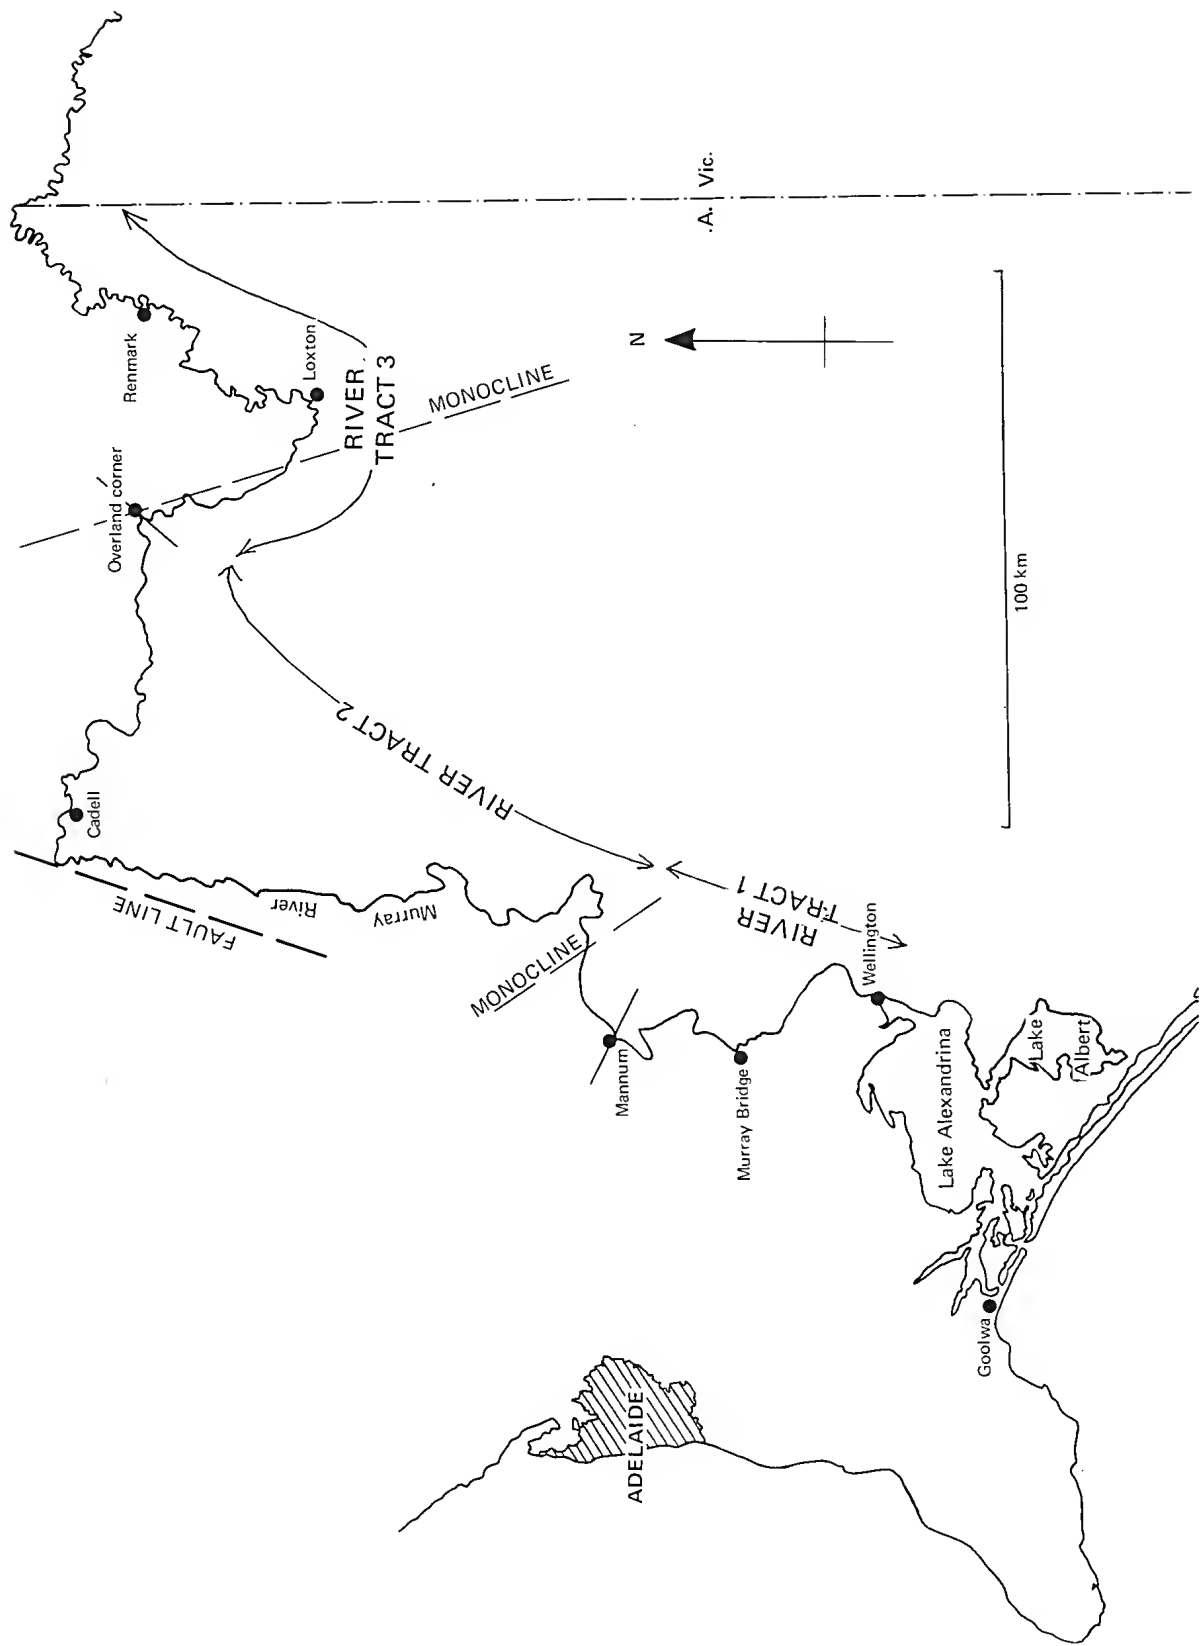 Renmark
Loxton
Overland corner
RIVER
TRACT 3
MONOCLINE
.A. Vic.
N
100 km
Cadell
RIVER TRACT 2
FAULT LINE
River
Murray
MONOCLINE
RIVER
TRACT 1
Mannum
Murray Bridge
Wellington
Lake Alexandrina
Lake
Albert
Goolwa
ADELAIDE